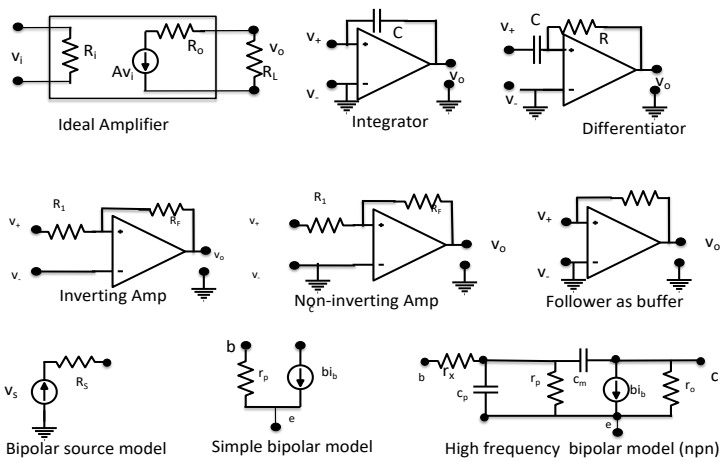 v+ C
v+ C
vi Ri Ro vo
Avi RL
R
v- vo
v- vo
Ideal Amplifier
Integrator
Differentiator
R1 RF
R1 RF
v+ v+ v+
vo vo vo
v- v- v-
Inverting Amp
Non-inverting Amp
Follower as buffer
c
vs RS
b rp bib
e
b rx cp rp cm bib ro c
e
Bipolar source model
Simple bipolar model
High frequency bipolar model (npn)